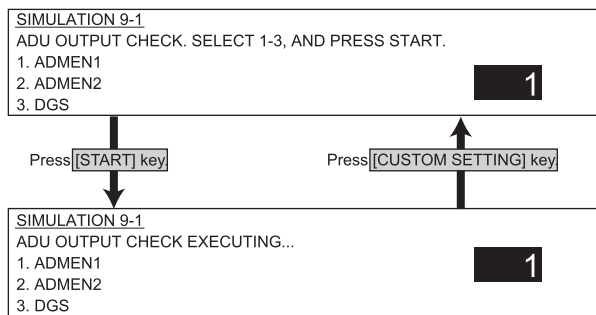 SIMULATION 9-1
ADU OUTPUT CHECK. SELECT 1-3, AND PRESS START.
1. ADMEN1
2. ADMEN2
3. DGS
1
Press [START] key.
Press [CUSTOM SETTING] key.
SIMULATION 9-1
ADU OUTPUT CHECK EXECUTING...
1. ADMEN1
2. ADMEN2
3. DGS
1